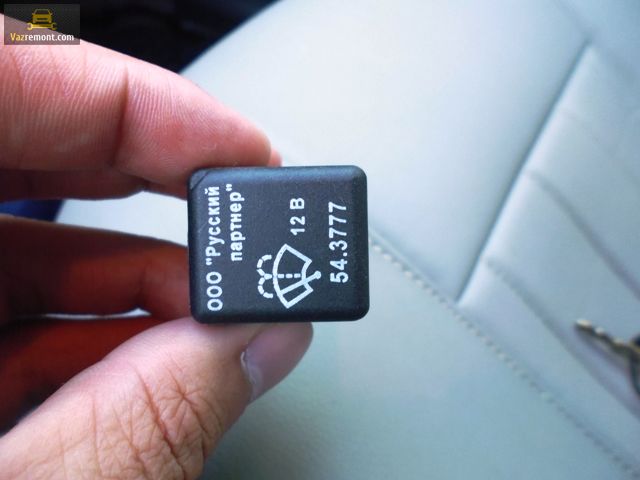 Vazremont.com
ООО "Русский
партнер"
12 В
54.3777